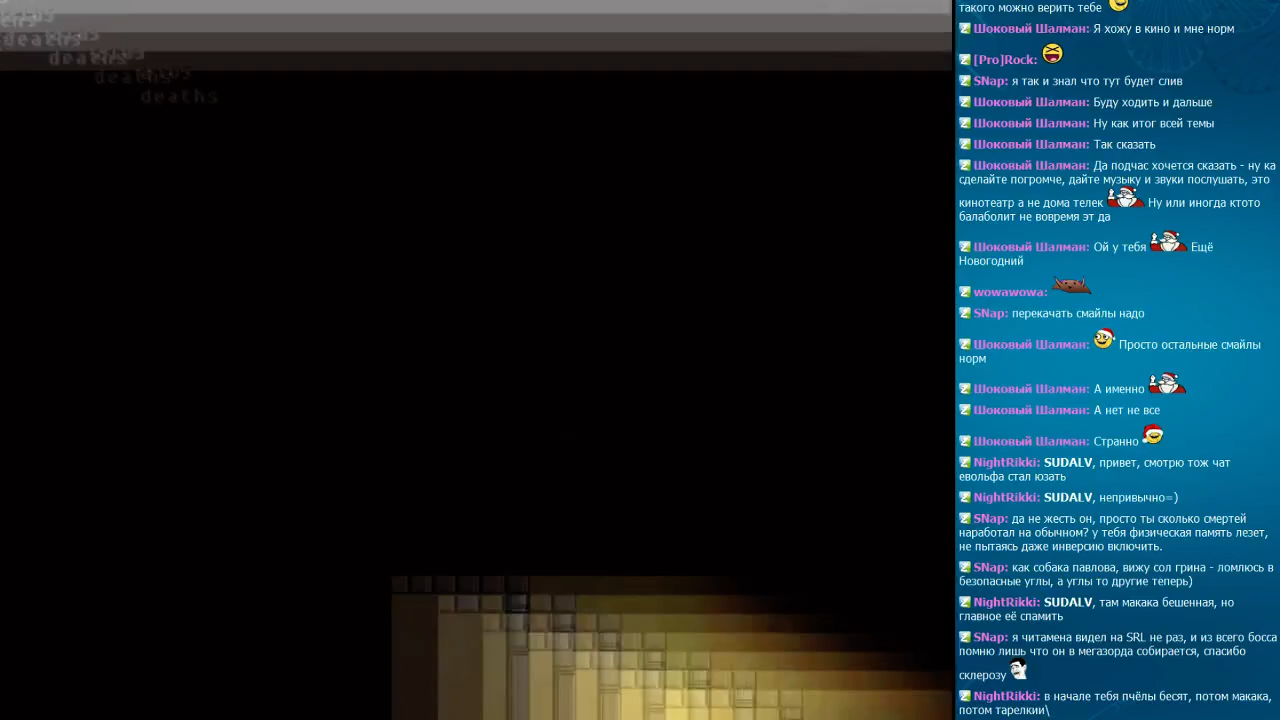 deaths
deaths
deaths
deaths
такого можно верить тебе
Шоковый Шалман: Я хожу в кино и мне норм
[Pro]Rock:
SNap: я так и знал что тут будет слив
Шоковый Шалман: Буду ходить и дальше
Шоковый Шалман: Ну как итог всей темы
Шоковый Шалман: Так сказать
Шоковый Шалман: Да подчас хочется сказать - ну ка
сделайте погромче, дайте музыку и звуки послушать, это
кинотеатр а не дома телек Ну или иногда ктото
балаболит не вовремя эт да
Шоковый Шалман: Ой у тебя Ещё
Новогодний
wowawowa:
SNap: перекачать смайлы надо
Шоковый Шалман: Просто остальные смайлы
норм
Шоковый Шалман: А именно
Шоковый Шалман: А нет не все
Шоковый Шалман: Странно
NightRikki: SUDALV, привет, смотрю тож чат
евольфа стал юзать
NightRikki: SUDALV, непривычно=)
SNap: да не жесть он, просто ты сколько смертей
наработал на обычном? у тебя физическая память лезет,
не пытаясь даже инверсию включить.
SNap: как собака павлова, вижу сол грина - ломлюсь в
безопасные углы, а углы то другие теперь)
NightRikki: SUDALV, там макака бешенная, но
главное её спамить
SNap: я читамена видел на SRL не раз, и из всего босса
помню лишь что он в мегазорда собирается, спасибо
склерозу
NightRikki: в начале тебя пчёлы бесят, потом макака,
потом тарелкии\